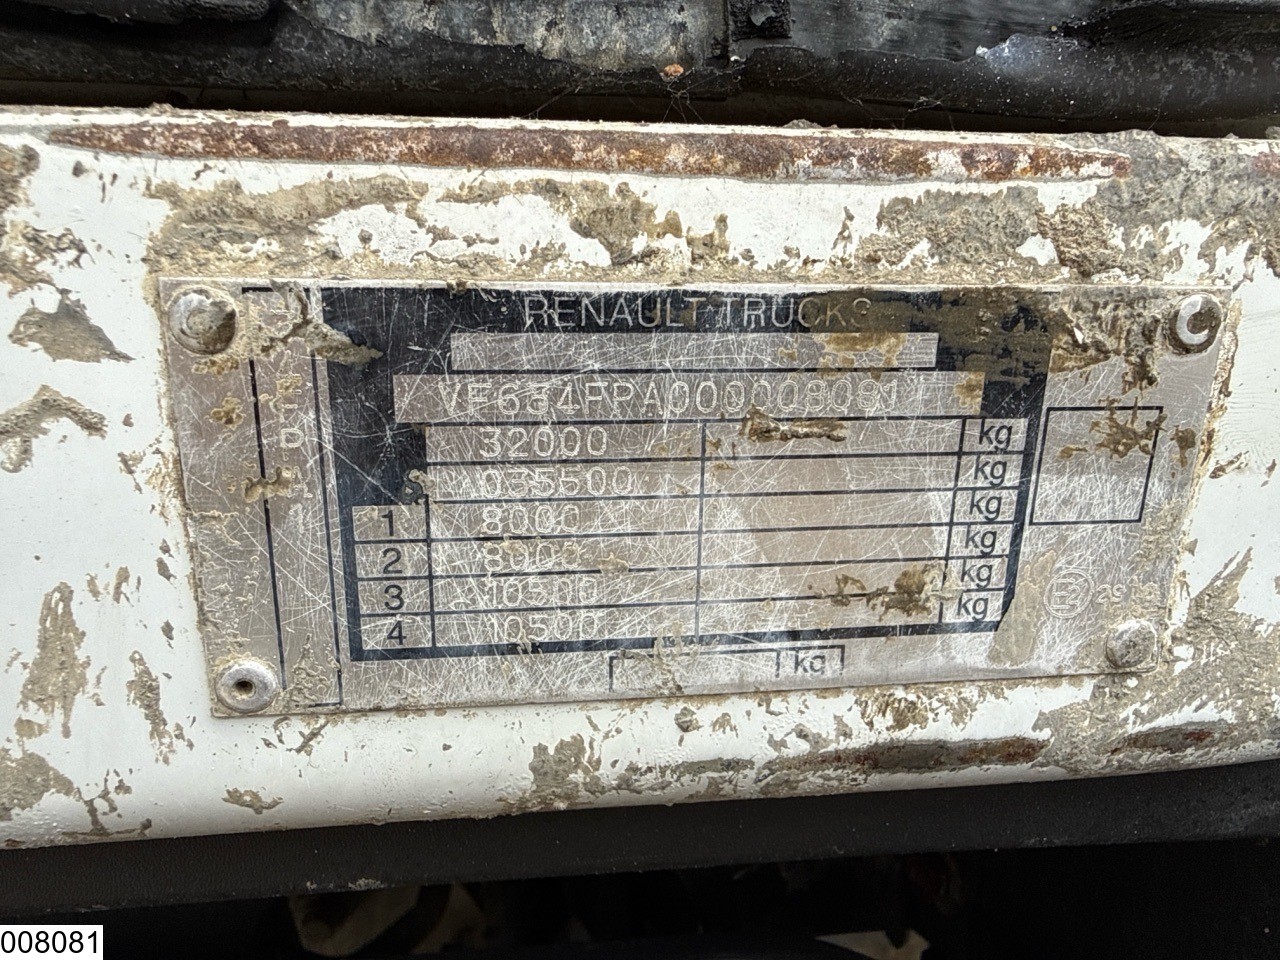 RENAULT TRUCKS
VF634FPA000008081
32000 kg
035500 kg
1 8000 kg
2 8000 kg
3 10500 kg
4 10500 kg
kg
008081